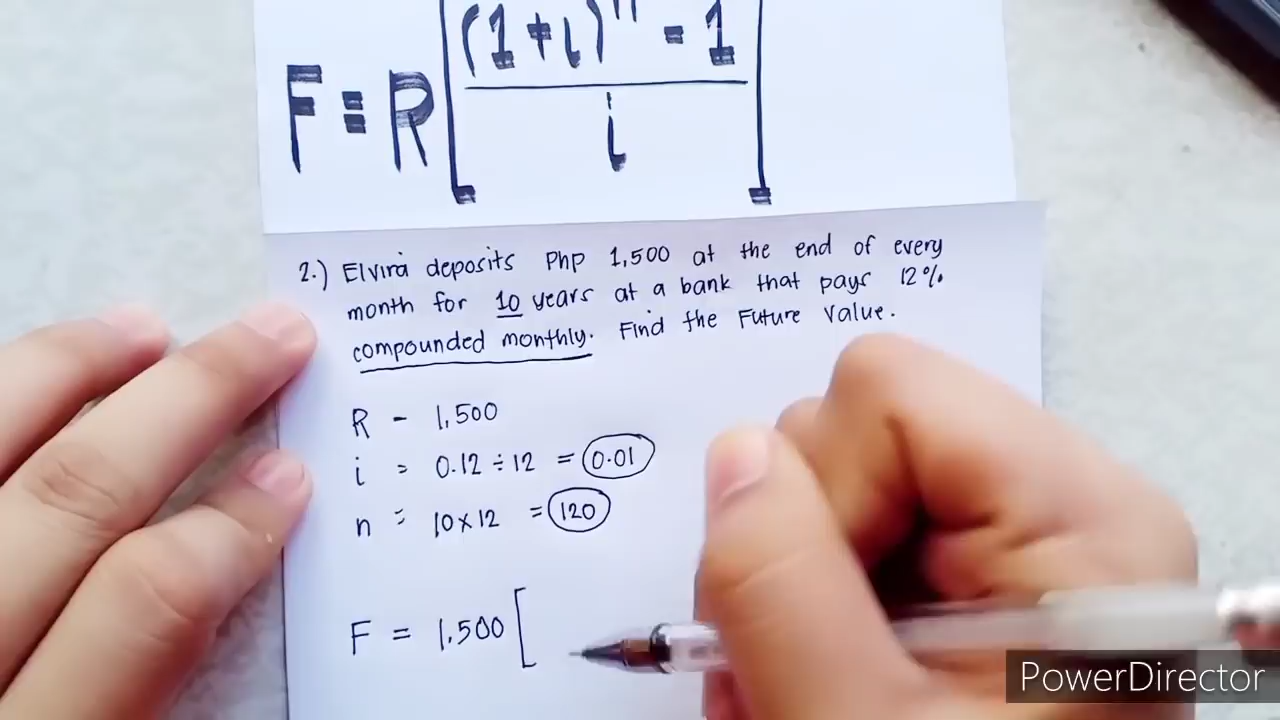 (1+i)ⁿ - 1
F = R
i
2.) Elvira deposits Php 1,500 at the end of every
month for 10 years at a bank that pays 12%
compounded monthly. Find the Future Value.
R - 1,500
i = 0.12 ÷ 12 = 0.01
n = 10 x 12 = 120
F = 1,500 [
PowerDirector